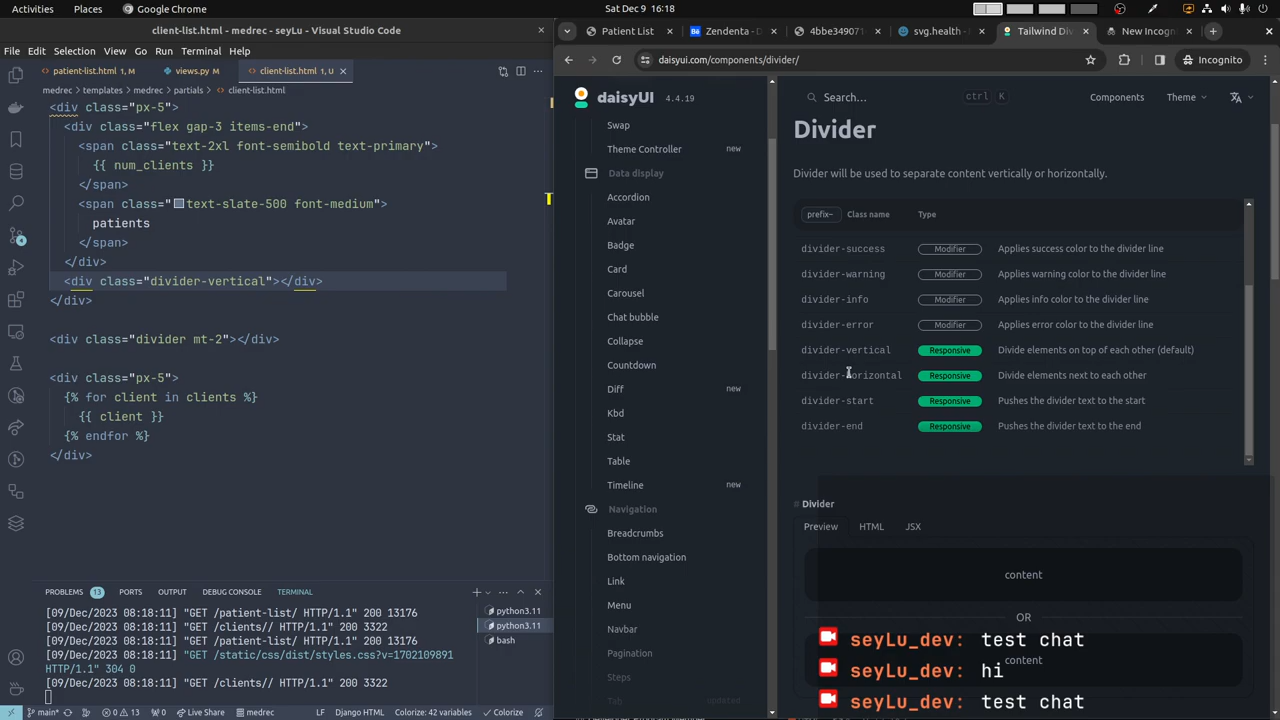 Activities
Places
Google Chrome
Sat Dec 9 16:18
client-list.html - medrec - seyLu - Visual Studio Code
File Edit Selection View Go Run Terminal Help
patient-list.html 1, M
views.py M
client-list.html 1, U
medrec > templates > medrec > partials > client-list.html
<div class="px-5">
<div class="flex gap-3 items-end">
<span class="text-2xl font-semibold text-primary">
{{ num_clients }}
</span>
<span class="text-slate-500 font-medium">
patients
</span>
</div>
<div class="divider-vertical"></div>
</div>
<div class="divider mt-2"></div>
<div class="px-5">
{% for client in clients %}
{{ client }}
{% endfor %}
</div>
PROBLEMS 13 OUTPUT DEBUG CONSOLE TERMINAL
[09/Dec/2023 08:18:11] "GET /patient-list/ HTTP/1.1" 200 13176
[09/Dec/2023 08:18:11] "GET /clients// HTTP/1.1" 200 3322
[09/Dec/2023 08:18:11] "GET /patient-list/ HTTP/1.1" 200 13176
[09/Dec/2023 08:18:11] "GET /static/css/dist/styles.css?v=1702109891
HTTP/1.1" 304 0
[09/Dec/2023 08:18:11] "GET /clients// HTTP/1.1" 200 3322
python3.11
python3.11
bash
main* 0 13 0 Live Share medrec LF Django HTML Colorize: 42 variables Colorize
Patient List
Zendenta - D
4bbe349071
svg.health - A
Tailwind Div
New Incogn
daisyui.com/components/divider/
Incognito
daisyUI 4.4.19
Search... ctrl K
Components
Theme
Swap
Theme Controller new
Data display
Accordion
Avatar
Badge
Card
Carousel
Chat bubble
Collapse
Countdown
Diff new
Kbd
Stat
Table
Timeline new
Navigation
Breadcrumbs
Bottom navigation
Link
Menu
Navbar
Pagination
Steps
Tab updated
Divider
Divider will be used to separate content vertically or horizontally.
prefix- Class name Type
divider-success Modifier Applies success color to the divider line
divider-warning Modifier Applies warning color to the divider line
divider-info Modifier Applies info color to the divider line
divider-error Modifier Applies error color to the divider line
divider-vertical Responsive Divide elements on top of each other (default)
divider-horizontal Responsive Divide elements next to each other
divider-start Responsive Pushes the divider text to the start
divider-end Responsive Pushes the divider text to the end
# Divider
Preview HTML JSX
content
OR
content
seyLu_dev: test chat
seyLu_dev: hi
seyLu_dev: test chat